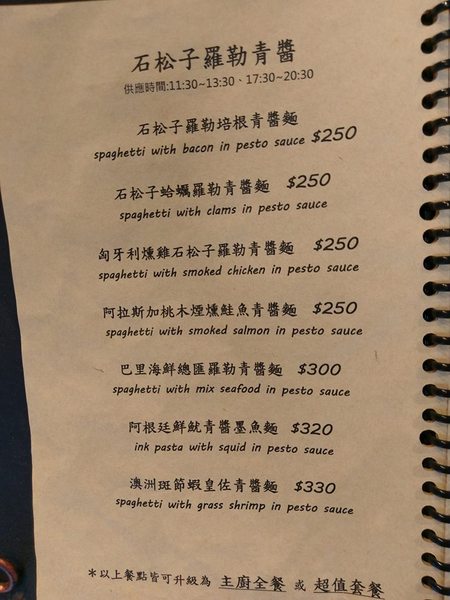 石松子羅勒青醬
供應時間:11:30~13:30、17:30~20:30
石松子羅勒培根青醬麵
spaghetti with bacon in pesto sauce $250
石松子蛤蠣羅勒青醬麵 $250
spaghetti with clams in pesto sauce
匈牙利燻雞石松子羅勒青醬麵 $250
spaghetti with smoked chicken in pesto sauce
阿拉斯加桃木煙燻鮭魚青醬麵 $250
spaghetti with smoked salmon in pesto sauce
巴里海鮮總匯羅勒青醬麵 $300
spaghetti with mix seafood in pesto sauce
阿根廷鮮魷青醬墨魚麵 $320
ink pasta with squid in pesto sauce
澳洲斑節蝦皇佐青醬麵 $330
spaghetti with grass shrimp in pesto sauce
*以上餐點皆可升級為 主廚全餐 或 超值套餐